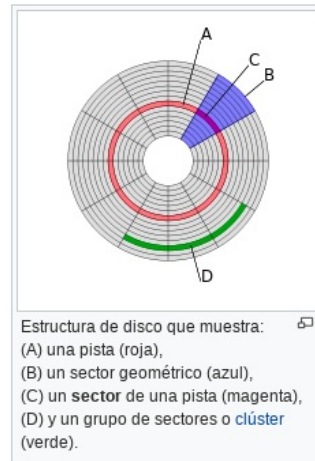 A
C
B
D
Estructura de disco que muestra:
(A) una pista (roja),
(B) un sector geométrico (azul),
(C) un sector de una pista (magenta),
(D) y un grupo de sectores o clúster
(verde).